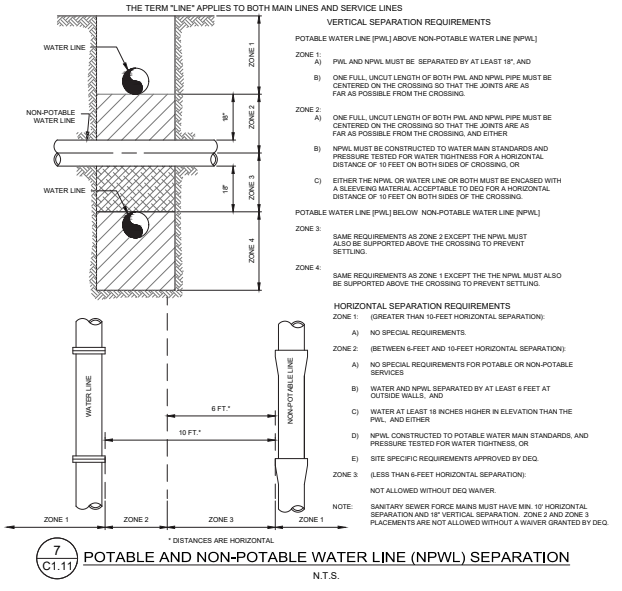 THE TERM "LINE" APPLIES TO BOTH MAIN LINES AND SERVICE LINES
WATER LINE
NON-POTABLE
WATER LINE
WATER LINE
18"
18"
ZONE 1
ZONE 2
ZONE 3
ZONE 4
VERTICAL SEPARATION REQUIREMENTS
POTABLE WATER LINE [PWL] ABOVE NON-POTABLE WATER LINE [NPWL]
ZONE 1:
A) PWL AND NPWL MUST BE SEPARATED BY AT LEAST 18", AND
B) ONE FULL, UNCUT LENGTH OF BOTH PWL AND NPWL PIPE MUST BE
CENTERED ON THE CROSSING SO THAT THE JOINTS ARE AS
FAR AS POSSIBLE FROM THE CROSSING.
ZONE 2:
A) ONE FULL, UNCUT LENGTH OF BOTH PWL AND NPWL PIPE MUST BE
CENTERED ON THE CROSSING SO THAT THE JOINTS ARE AS
FAR AS POSSIBLE FROM THE CROSSING, AND EITHER
B) NPWL MUST BE CONSTRUCTED TO WATER MAIN STANDARDS AND
PRESSURE TESTED FOR WATER TIGHTNESS FOR A HORIZONTAL
DISTANCE OF 10 FEET ON BOTH SIDES OF THE CROSSING, OR
C) EITHER THE NPWL OR WATER LINE OR BOTH MUST BE ENCASED WITH
A SLEEVEING MATERIAL ACCEPTABLE TO DEQ FOR A HORIZONTAL
DISTANCE OF 10 FEET ON BOTH SIDES OF THE CROSSING.
POTABLE WATER LINE [PWL] BELOW NON-POTABLE WATER LINE [NPWL]
ZONE 3:
SAME REQUIREMENTS AS ZONE 2 EXCEPT THE NPWL MUST
ALSO BE SUPPORTED ABOVE THE CROSSING TO PREVENT
SETTLING.
ZONE 4:
SAME REQUIREMENTS AS ZONE 1 EXCEPT THE THE NPWL MUST ALSO
BE SUPPORTED ABOVE THE CROSSING TO PREVENT SETTLING.
HORIZONTAL SEPARATION REQUIREMENTS
ZONE 1: (GREATER THAN 10-FEET HORIZONTAL SEPARATION):
A) NO SPECIAL REQUIREMENTS.
ZONE 2: (BETWEEN 6-FEET AND 10-FEET HORIZONTAL SEPARATION):
A) NO SPECIAL REQUIREMENTS FOR POTABLE OR NON-POTABLE
SERVICES
B) WATER AND NPWL SEPARATED BY AT LEAST 6 FEET AT
OUTSIDE WALLS, AND
C) WATER AT LEAST 18 INCHES HIGHER IN ELEVATION THAN THE
PWL, AND EITHER
D) NPWL CONSTRUCTED TO POTABLE WATER MAIN STANDARDS, AND
PRESSURE TESTED FOR WATER TIGHTNESS, OR
E) SITE SPECIFIC REQUIREMENTS APPROVED BY DEQ.
ZONE 3: (LESS THAN 6-FEET HORIZONTAL SEPARATION):
NOT ALLOWED WITHOUT DEQ WAIVER.
NOTE: SANITARY SEWER FORCE MAINS MUST HAVE MIN. 10' HORIZONTAL
SEPARATION AND 18" VERTICAL SEPARATION. ZONE 2 AND ZONE 3
PLACEMENTS ARE NOT ALLOWED WITHOUT A WAIVER GRANTED BY DEQ.
WATER LINE
NON-POTABLE LINE
6 FT.*
10 FT.*
ZONE 1
ZONE 2
ZONE 3
ZONE 1
* DISTANCES ARE HORIZONTAL
7
C1.11
POTABLE AND NON-POTABLE WATER LINE (NPWL) SEPARATION
N.T.S.